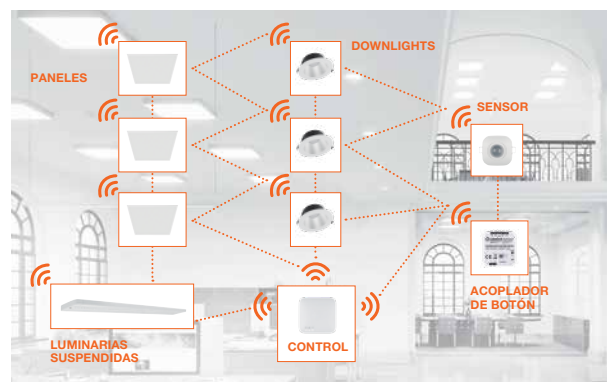 DOWNLIGHTS
PANELES
SENSOR
ACOPLADOR
DE BOTÓN
LUMINARIAS
SUSPENDIDAS
CONTROL